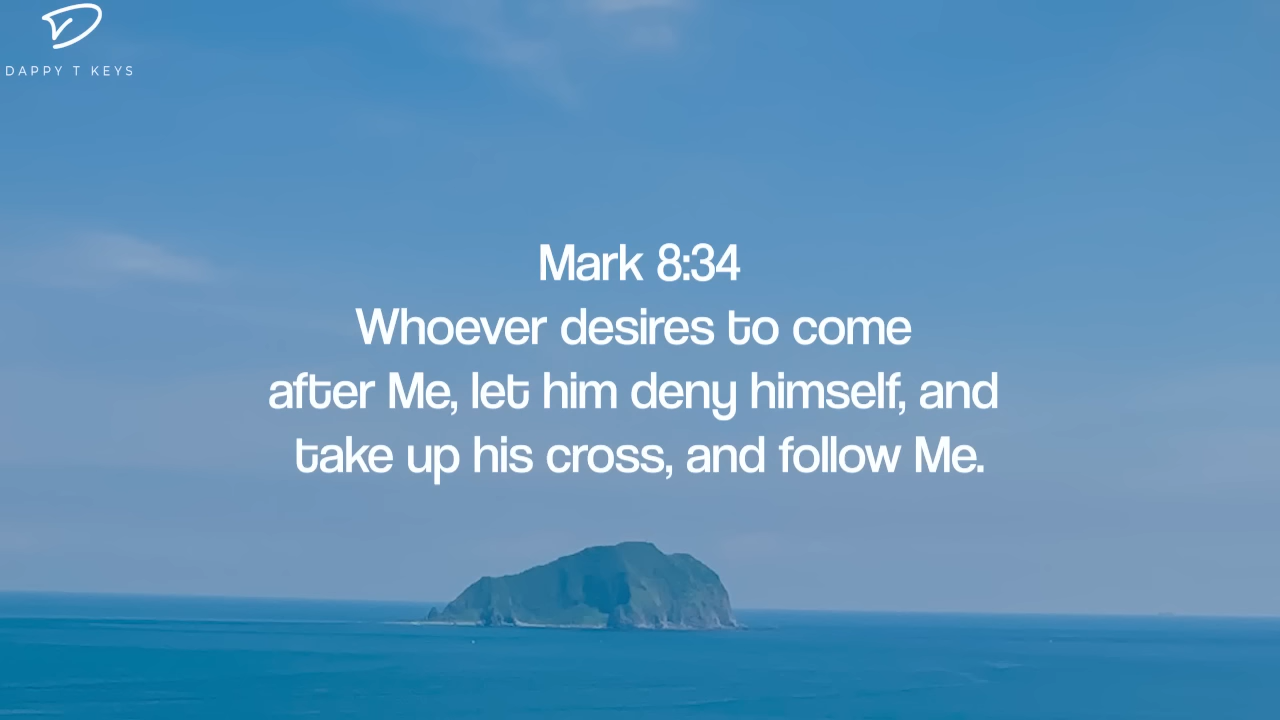 DAPPY T KEYS
Mark 8:34
Whoever desires to come
after Me, let him deny himself, and
take up his cross, and follow Me.